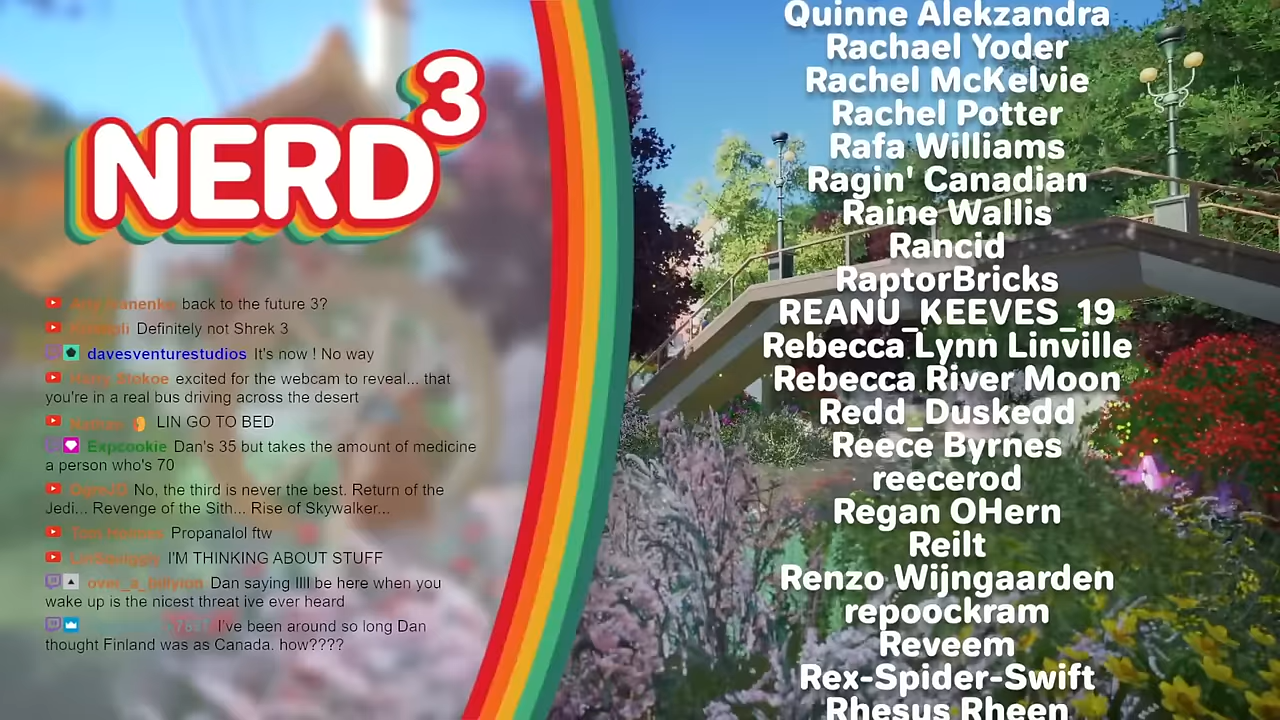 NERD³
back to the future 3?
Definitely not Shrek 3
davesventurestudios It's now ! No way
excited for the webcam to reveal... that
you're in a real bus driving across the desert
LIN GO TO BED
Expcookie Dan's 35 but takes the amount of medicine
a person who's 70
No, the third is never the best. Return of the
Jedi... Revenge of the Sith... Rise of Skywalker...
Propanalol ftw
I'M THINKING ABOUT STUFF
Dan saying IIll be here when you
wake up is the nicest threat ive ever heard
I've been around so long Dan
thought Finland was as Canada. how????
Quinne Alekzandra
Rachael Yoder
Rachel McKelvie
Rachel Potter
Rafa Williams
Ragin' Canadian
Raine Wallis
Rancid
RaptorBricks
REANU_KEEVES_19
Rebecca Lynn Linville
Rebecca River Moon
Redd_Duskedd
Reece Byrnes
reecerod
Regan OHern
Reilt
Renzo Wijngaarden
repoockram
Reveem
Rex-Spider-Swift
Rhesus Rheen